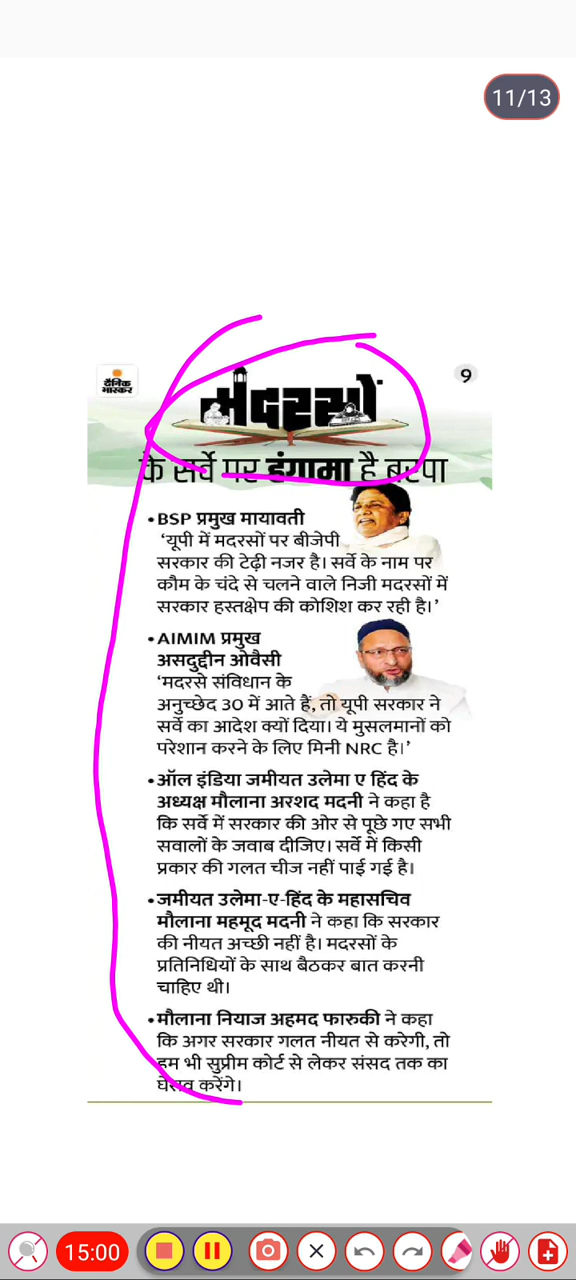 11/13
दैनिक
भास्कर
9
मदरसों
के सर्वे पर हंगामा है बरपा
•BSP प्रमुख मायावती
‘यूपी में मदरसों पर बीजेपी
सरकार की टेढ़ी नजर है। सर्वे के नाम पर
कौम के चंदे से चलने वाले निजी मदरसों में
सरकार हस्तक्षेप की कोशिश कर रही है।’
•AIMIM प्रमुख
असदुद्दीन ओवैसी
‘मदरसे संविधान के
अनुच्छेद 30 में आते हैं, तो यूपी सरकार ने
सर्वे का आदेश क्यों दिया। ये मुसलमानों को
परेशान करने के लिए मिनी NRC है।’
•ऑल इंडिया जमीयत उलेमा ए हिंद के
अध्यक्ष मौलाना अरशद मदनी ने कहा है
कि सर्वे में सरकार की ओर से पूछे गए सभी
सवालों के जवाब दीजिए। सर्वे में किसी
प्रकार की गलत चीज नहीं पाई गई है।
•जमीयत उलेमा-ए-हिंद के महासचिव
मौलाना महमूद मदनी ने कहा कि सरकार
की नीयत अच्छी नहीं है। मदरसों के
प्रतिनिधियों के साथ बैठकर बात करनी
चाहिए थी।
•मौलाना नियाज अहमद फारुकी ने कहा
कि अगर सरकार गलत नीयत से करेगी, तो
हम भी सुप्रीम कोर्ट से लेकर संसद तक का
घेराव करेंगे।
15:00